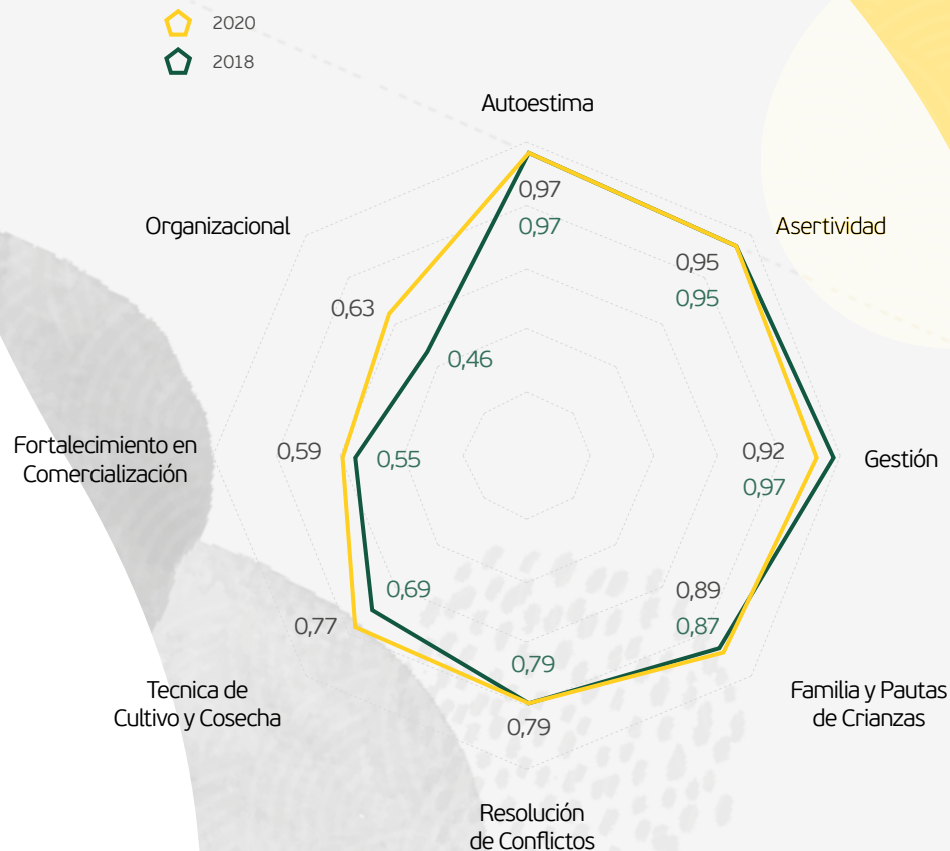 2020
2018
Autoestima
0,97
0,97
Organizacional
Asertividad
0,95
0,95
0,63
0,46
Fortalecimiento en
Comercialización
0,59
0,55
0,92
0,97
Gestión
0,69
0,77
0,89
0,87
0,79
0,79
Tecnica de
Cultivo y Cosecha
Familia y Pautas
de Crianzas
Resolución
de Conflictos